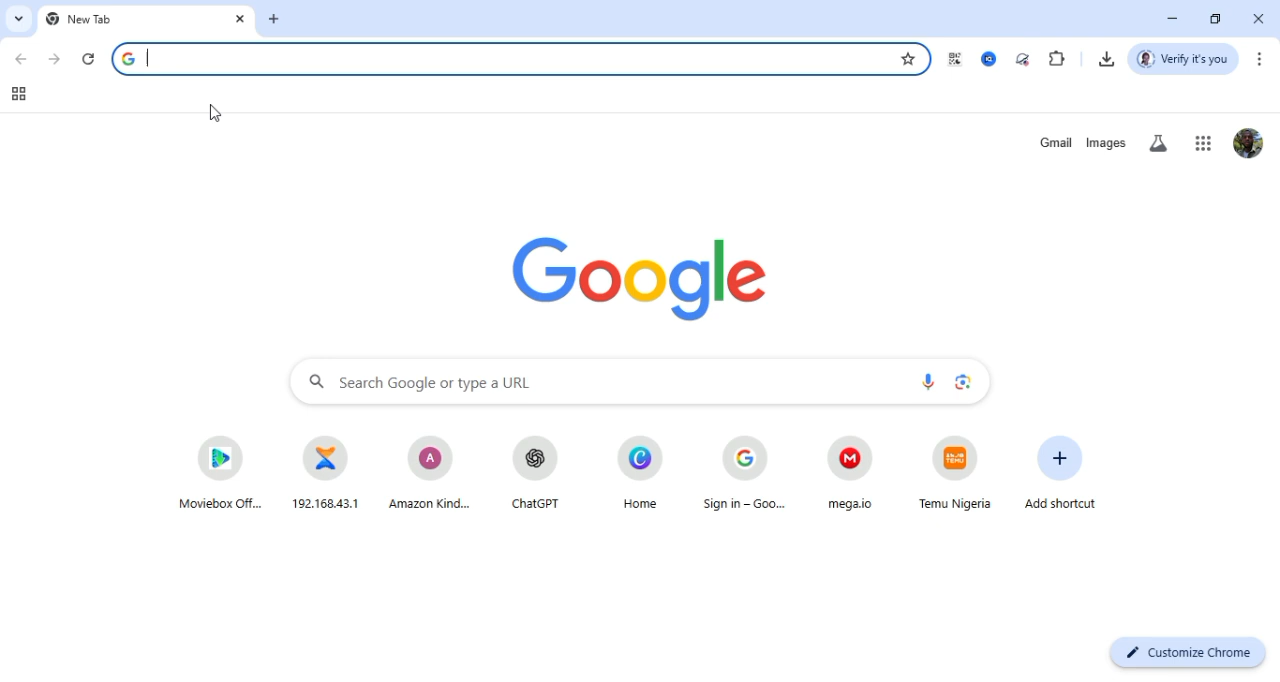 New Tab
Verify it's you
Gmail Images
Google
Search Google or type a URL
Moviebox Off...
192.168.43.1
A
Amazon Kind...
ChatGPT
Home
Sign in – Goo...
mega.io
TEMU
Temu Nigeria
Add shortcut
Customize Chrome